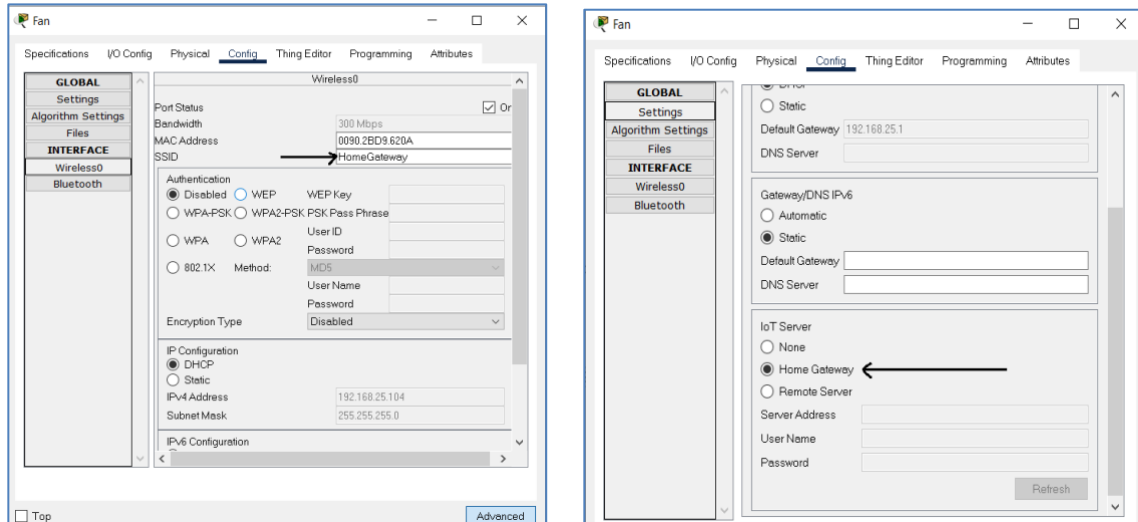 Fan
Specifications I/O Config Physical Config Thing Editor Programming Attributes
GLOBAL
Settings
Algorithm Settings
Files
INTERFACE
Wireless0
Bluetooth
Wireless0
Port Status
Bandwidth 300 Mbps
MAC Address 0090.2BD9.620A
SSID HomeGateway
Authentication
Disabled WEP WEP Key
WPA-PSK WPA2-PSK PSK Pass Phrase
User ID
WPA WPA2
Password
802.1X Method: MD5
User Name
Password
Encryption Type Disabled
IP Configuration
DHCP
Static
IPv4 Address 192.168.25.104
Subnet Mask 255.255.255.0
IPv6 Configuration
Top Advanced
Fan
Specifications I/O Config Physical Config Thing Editor Programming Attributes
GLOBAL
Settings
Algorithm Settings
Files
INTERFACE
Wireless0
Bluetooth
DHCP
Static
Default Gateway 192.168.25.1
DNS Server
Gateway/DNS IPv6
Automatic
Static
Default Gateway
DNS Server
IoT Server
None
Home Gateway
Remote Server
Server Address
User Name
Password
Refresh